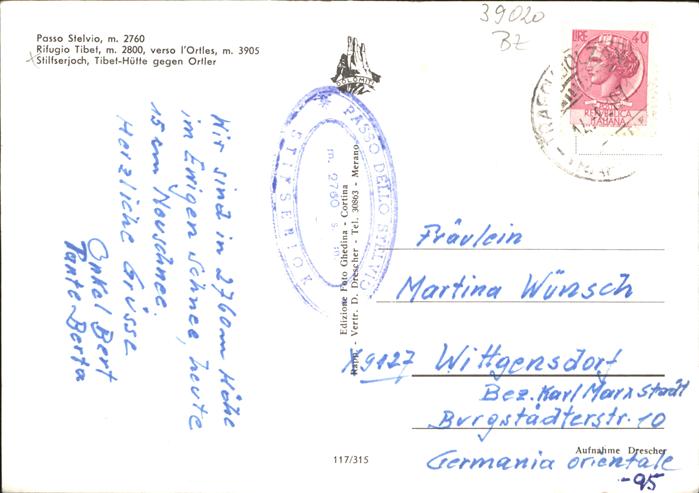 Passo Stelvio, m. 2760
Rifugio Tibet, m. 2800, verso l'Ortles, m. 3905
Stilfserjoch, Tibet-Hütte gegen Ortler
39020
BZ
DOLOMITI
LIRE 40
REPUBBLICA
ITALIANA
PASSO DELLO STELVIO
m. 2760 s. m.
STILFSERJOCH
Wir sind in 2760m Höhe
im Ewigen Schnee, heute
15 cm Neuschnee.
Herzliche Grüsse
Onkel Bert
Tante Berta
Edizione Foto Ghedina - Cortina
Rapp. - Vertr. D. Drescher - Tel. 30863 - Merano
Fräulein
Martina Wünsch
X9127 Wittgensdorf
Bez. Karl Marx Stadt
Burgstädterstr. 10
Aufnahme Drescher
Germania orientale
-95
117/315